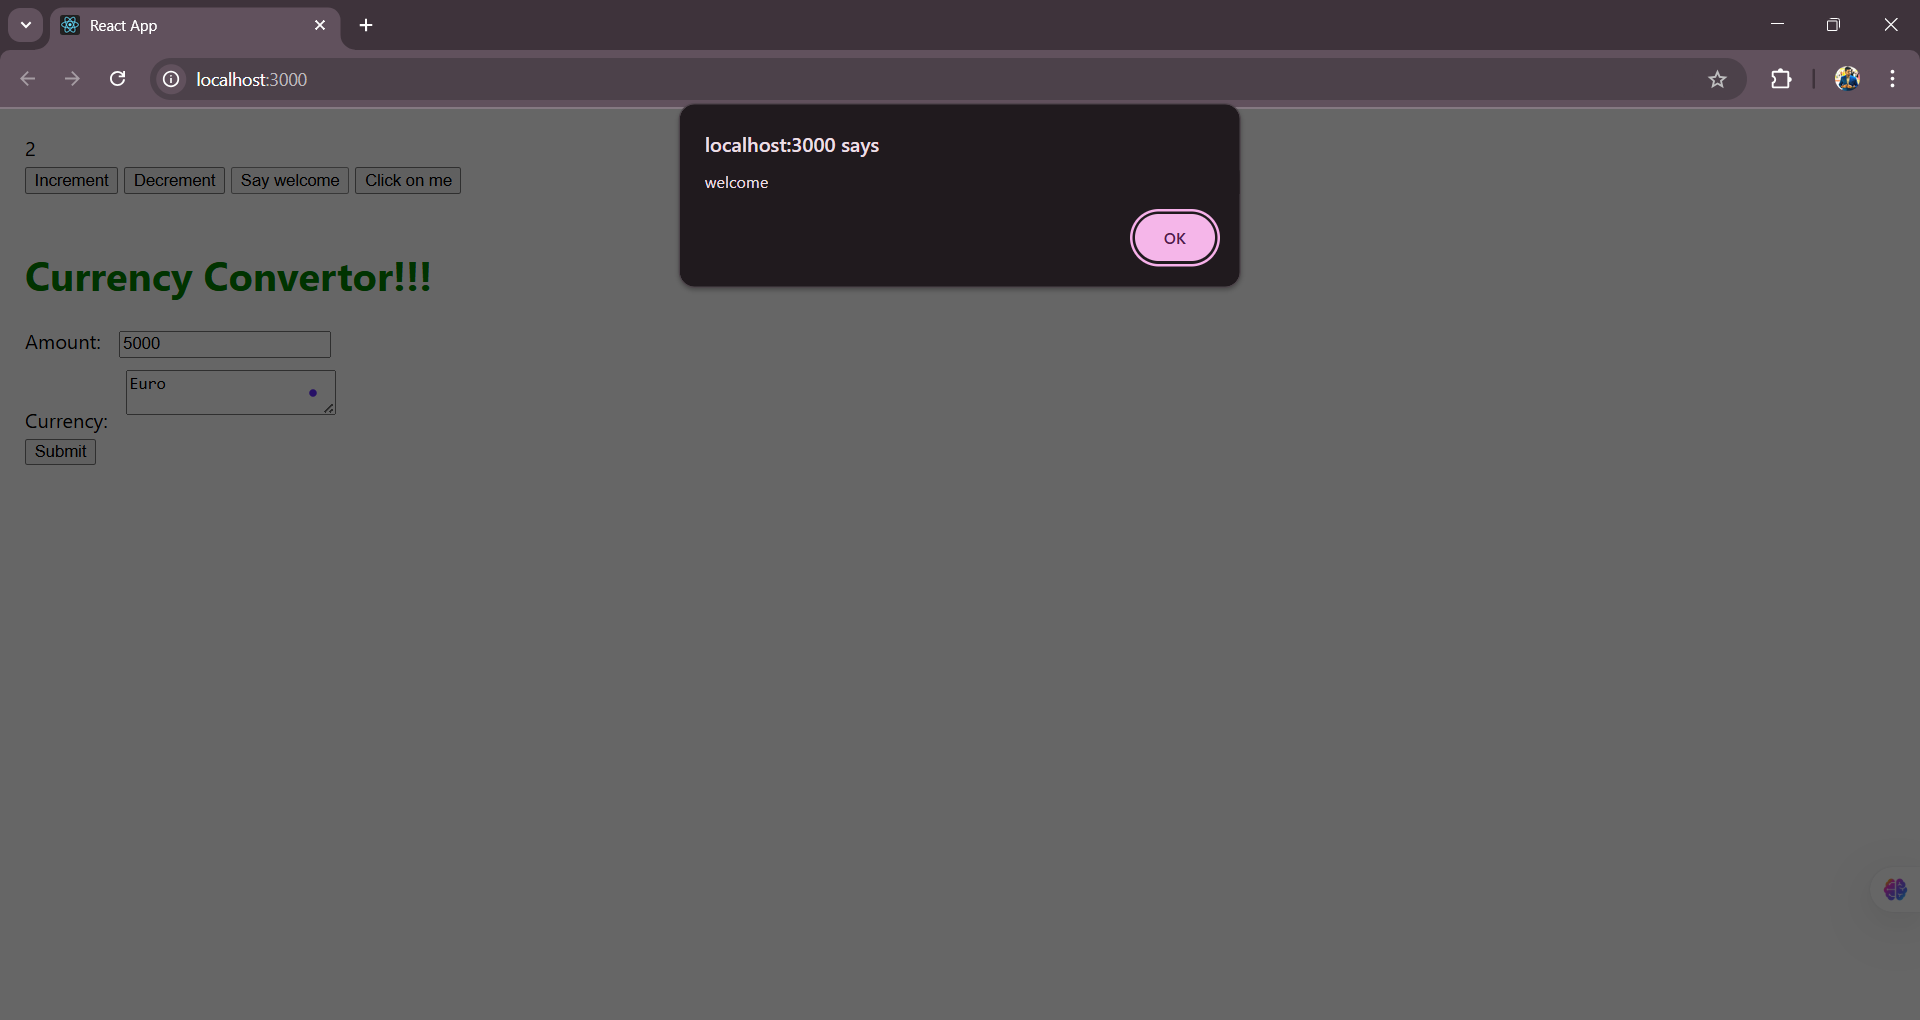 React App
localhost:3000
localhost:3000 says
welcome
OK
2
Increment Decrement Say welcome Click on me
Currency Convertor!!!
Amount: 5000
Euro
Currency:
Submit